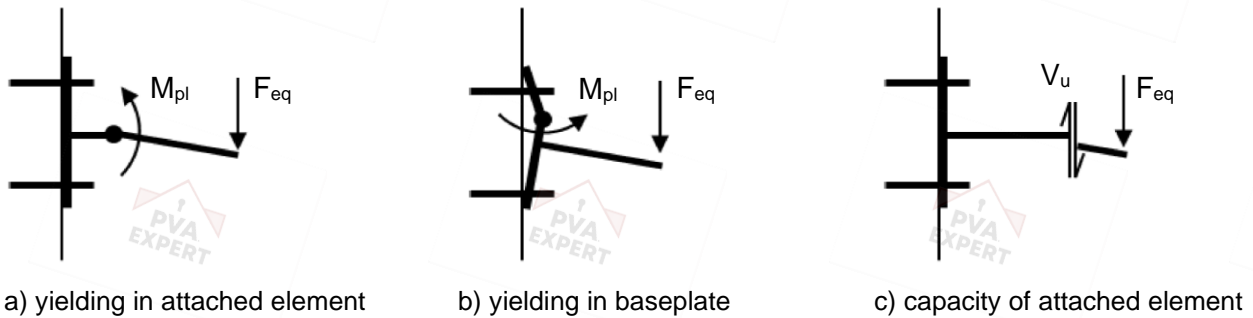 M_pl F_eq
M_pl F_eq
V_u F_eq
PVA
EXPERT
PVA
EXPERT
PVA
EXPERT
a) yielding in attached element
b) yielding in baseplate
c) capacity of attached element